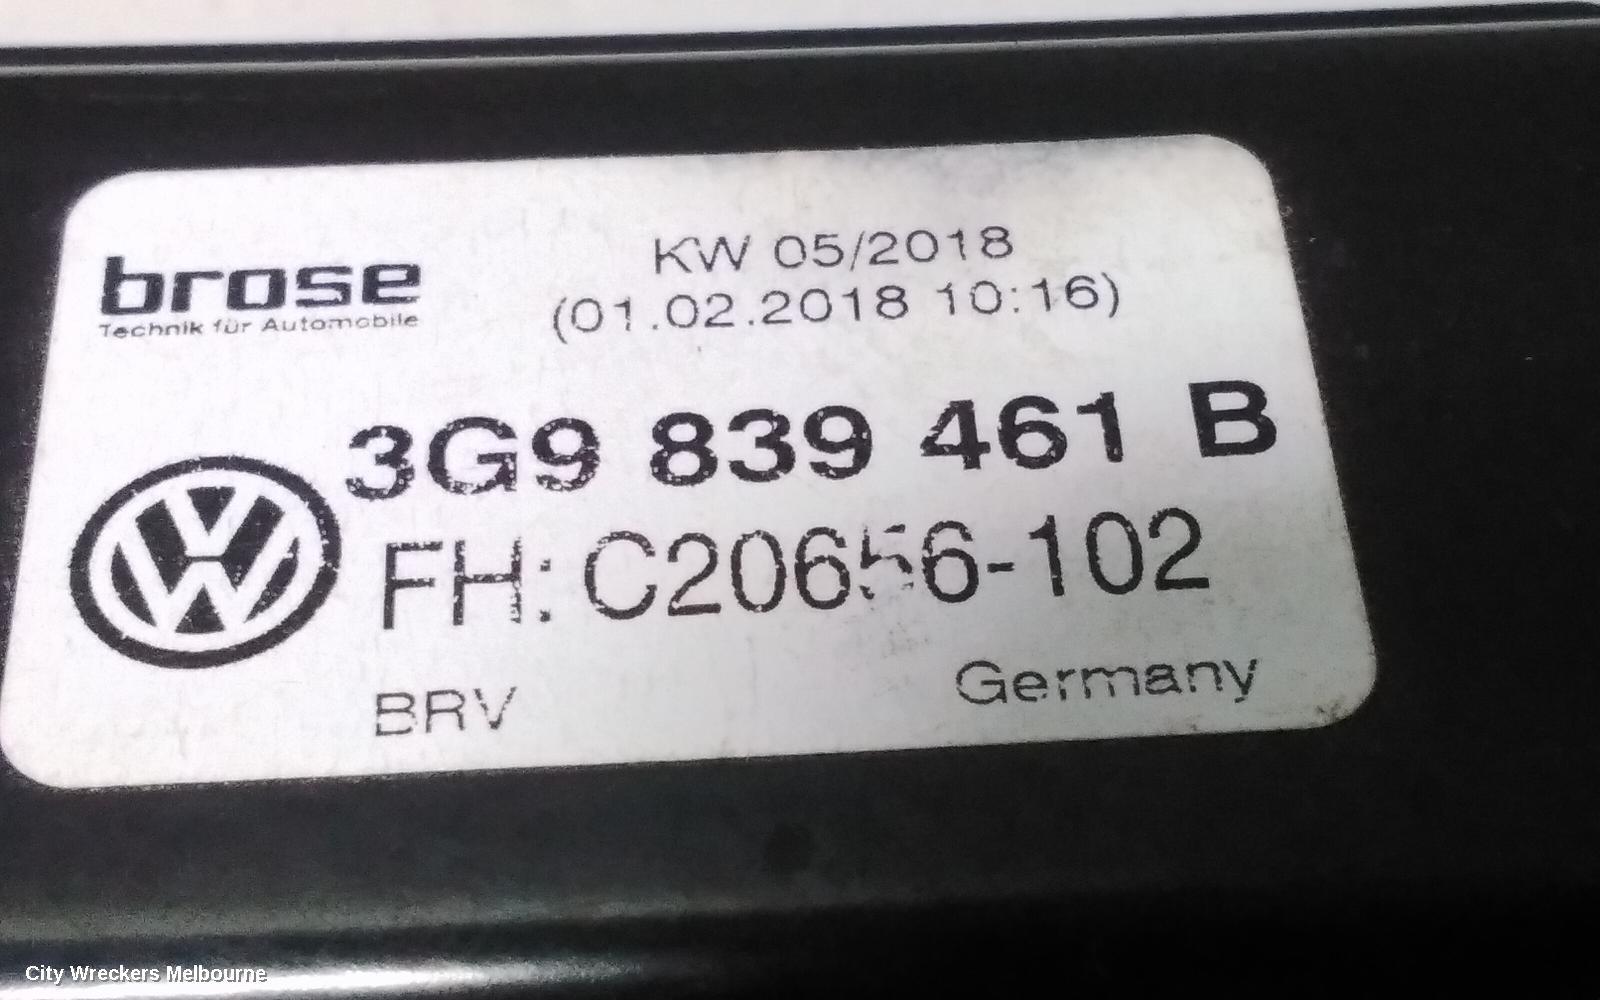 brose
Technik für Automobile
KW 05/2018
(01.02.2018 10:16)
3G9 839 461 B
FH: C20656-102
BRV
Germany
City Wreckers Melbourne